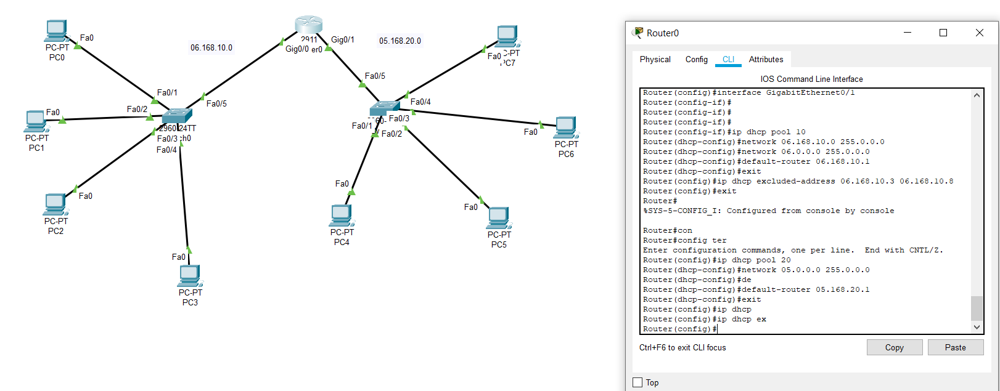 Fa0
PC-PT
PC0
06.168.10.0
2911
Gig0/0 er0
Gig0/1
05.168.20.0
Fa0
C-PT
PC7
Fa0/1
Fa0/5
Fa0/5
Fa0/4
Fa0
Fa0/2
PC-PT
PC1
2960-24TT
Fa0/3 ch0
Fa0/4
Fa0/3
Fa0/1
Fa0/2
Fa0
PC-PT
PC6
Fa0
PC-PT
PC2
Fa0
PC-PT
PC4
Fa0
PC-PT
PC5
Fa0
PC-PT
PC3
Router0
Physical Config CLI Attributes
IOS Command Line Interface
Router(config)#interface GigabitEthernet0/1
Router(config-if)#
Router(config-if)#
Router(config-if)#
Router(config-if)#ip dhcp pool 10
Router(dhcp-config)#network 06.168.10.0 255.0.0.0
Router(dhcp-config)#network 06.0.0.0 255.0.0.0
Router(dhcp-config)#default-router 06.168.10.1
Router(dhcp-config)#exit
Router(config)#ip dhcp excluded-address 06.168.10.3 06.168.10.8
Router(config)#exit
Router#
%SYS-5-CONFIG_I: Configured from console by console
Router#con
Router#config ter
Enter configuration commands, one per line.  End with CNTL/Z.
Router(config)#ip dhcp pool 20
Router(dhcp-config)#network 05.0.0.0 255.0.0.0
Router(dhcp-config)#de
Router(dhcp-config)#default-router 05.168.20.1
Router(dhcp-config)#exit
Router(config)#ip dhcp
Router(config)#ip dhcp ex
Router(config)#
Ctrl+F6 to exit CLI focus
Copy
Paste
Top